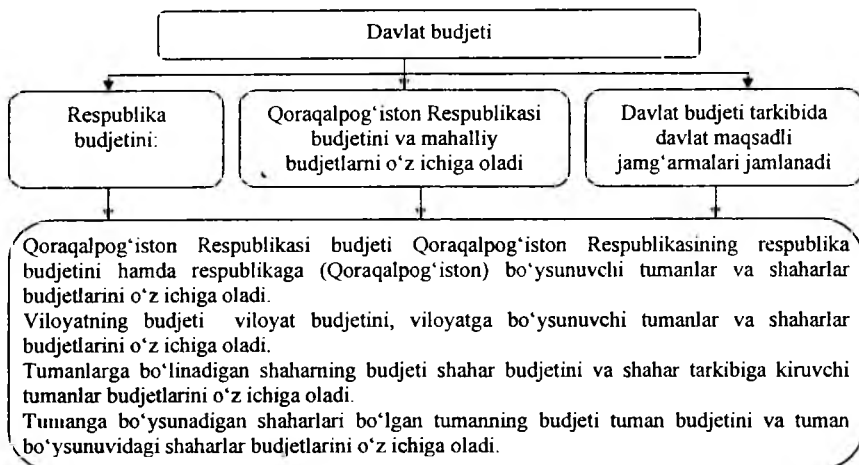 Davlat budjeti
Respublika
budjetini:
Qoraqalpog‘iston Respublikasi
budjetini va mahalliy
budjetlarni o‘z ichiga oladi
Davlat budjeti tarkibida
davlat maqsadli
jamg‘armalari jamlanadi
Qoraqalpog‘iston Respublikasi budjeti Qoraqalpog‘iston Respublikasining respublika
budjetini hamda respublikaga (Qoraqalpog‘iston) bo‘ysunuvchi tumanlar va shaharlar
budjetlarini o‘z ichiga oladi.
Viloyatning budjeti viloyat budjetini, viloyatga bo‘ysunuvchi tumanlar va shaharlar
budjetlarini o‘z ichiga oladi.
Tumanlarga bo‘linadigan shaharning budjeti shahar budjetini va shahar tarkibiga kiruvchi
tumanlar budjetlarini o‘z ichiga oladi.
Tumanga bo‘ysunadigan shaharlari bo‘lgan tumanning budjeti tuman budjetini va tuman
bo‘ysunuvidagi shaharlar budjetlarini o‘z ichiga oladi.